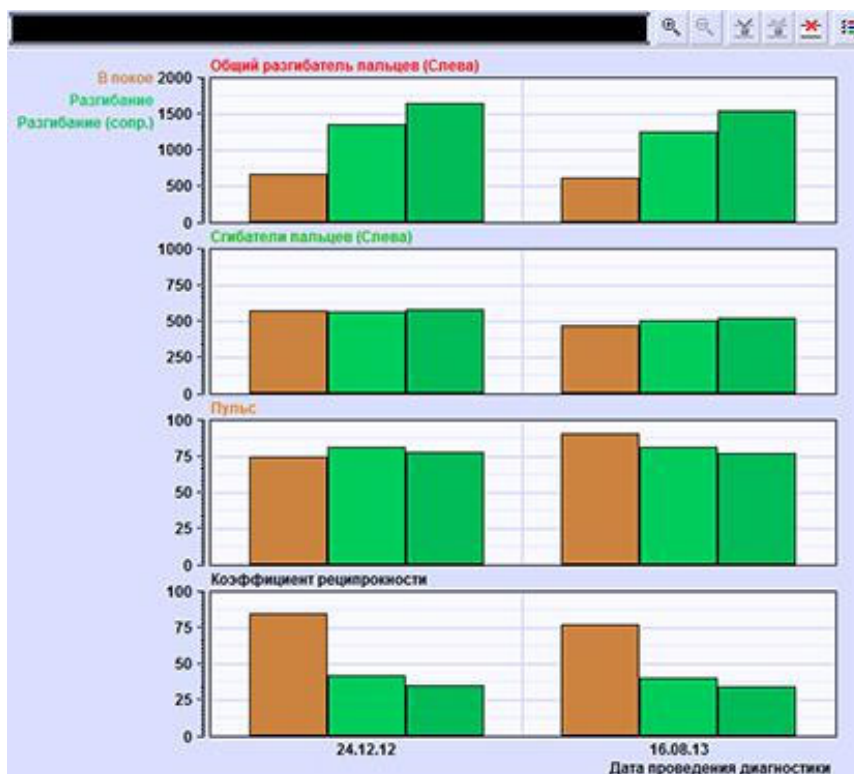 Общий разгибатель пальцев (Слева)
В покое
Разгибание
Разгибание (сопр.)
2000
1500
1000
500
0
Сгибатели пальцев (Слева)
1000
750
500
250
0
Пульс
100
75
50
25
0
Коэффициент реципрокности
100
75
50
25
0
24.12.12 16.08.13
Дата проведения диагностики